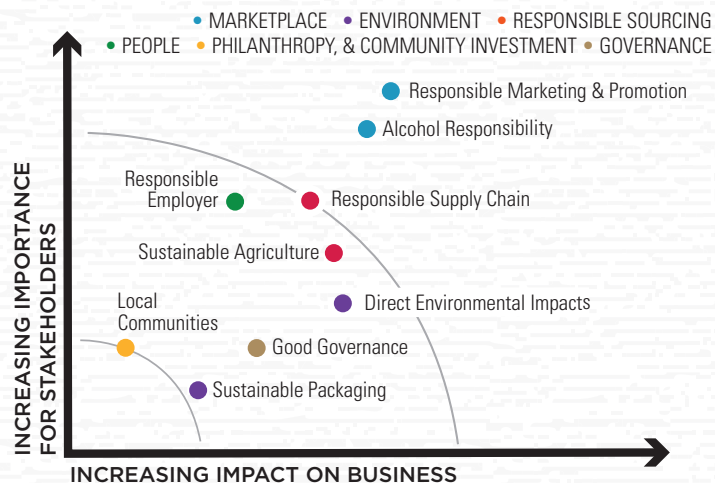 • MARKETPLACE • ENVIRONMENT • RESPONSIBLE SOURCING
• PEOPLE • PHILANTHROPY, & COMMUNITY INVESTMENT • GOVERNANCE
Responsible Marketing & Promotion
Alcohol Responsibility
Responsible
Employer
Responsible Supply Chain
Sustainable Agriculture
Local
Communities
Direct Environmental Impacts
Good Governance
Sustainable Packaging
INCREASING IMPORTANCE
FOR STAKEHOLDERS
INCREASING IMPACT ON BUSINESS